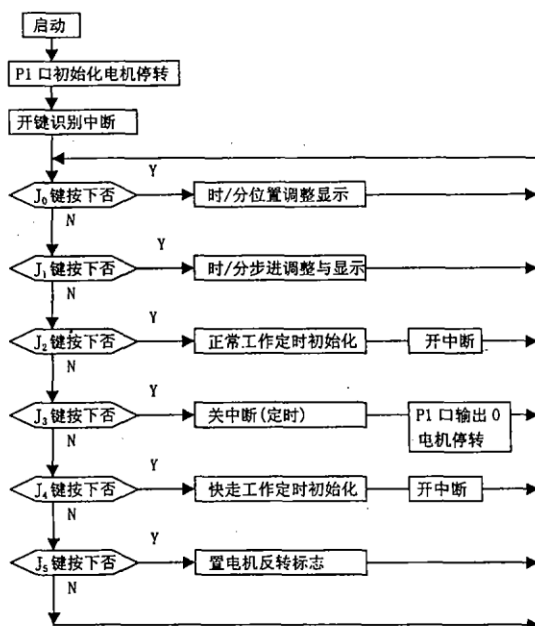 启动
P1 口初始化电机停转
开键识别中断
Y
J₀ 键按下否
时/分位置调整显示
N
Y
J₁ 键按下否
时/分步进调整与显示
N
Y
J₂ 键按下否
正常工作定时初始化
开中断
N
Y
J₃ 键按下否
关中断(定时)
P1 口输出 0
电机停转
N
Y
J₄ 键按下否
快走工作定时初始化
开中断
N
Y
J₅ 键按下否
置电机反转标志
N